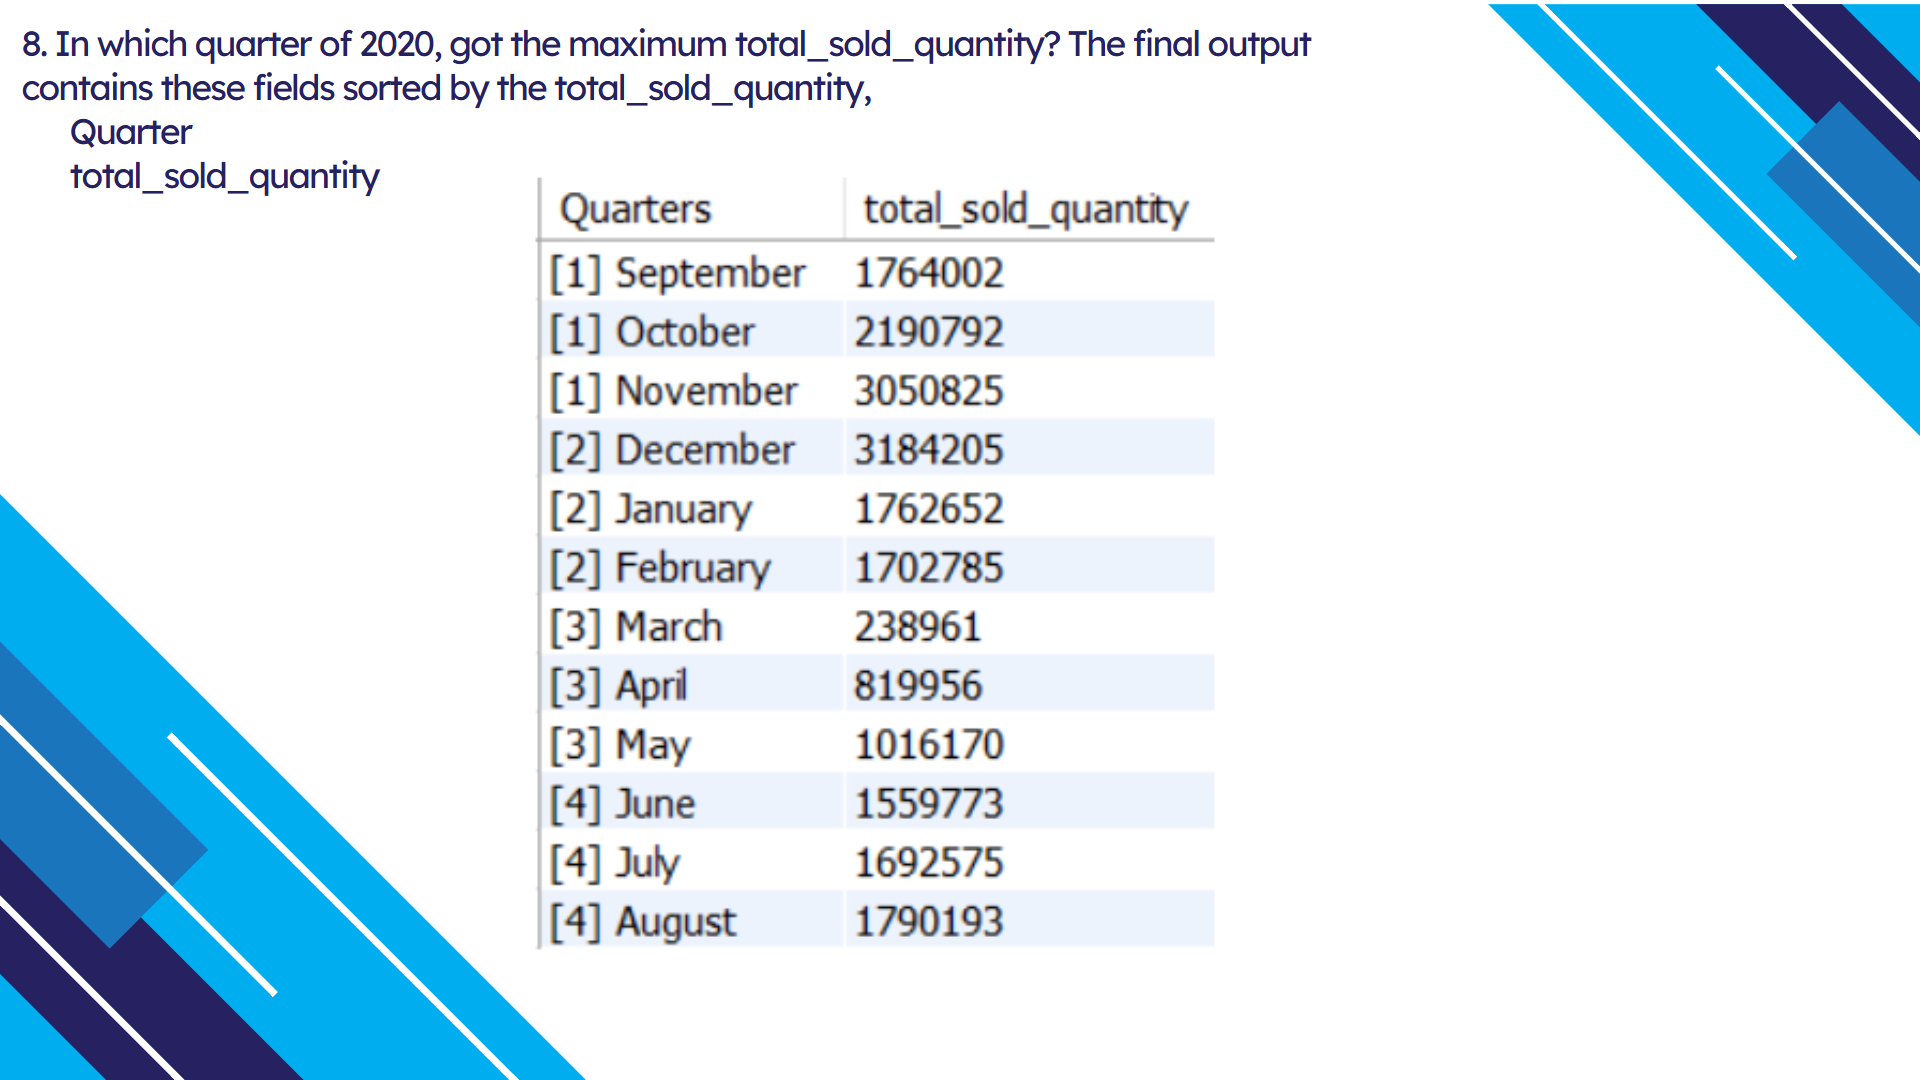 8. In which quarter of 2020, got the maximum total_sold_quantity? The final output
contains these fields sorted by the total_sold_quantity,
Quarter
total_sold_quantity
Quarters total_sold_quantity
[1] September 1764002
[1] October 2190792
[1] November 3050825
[2] December 3184205
[2] January 1762652
[2] February 1702785
[3] March 238961
[3] April 819956
[3] May 1016170
[4] June 1559773
[4] July 1692575
[4] August 1790193